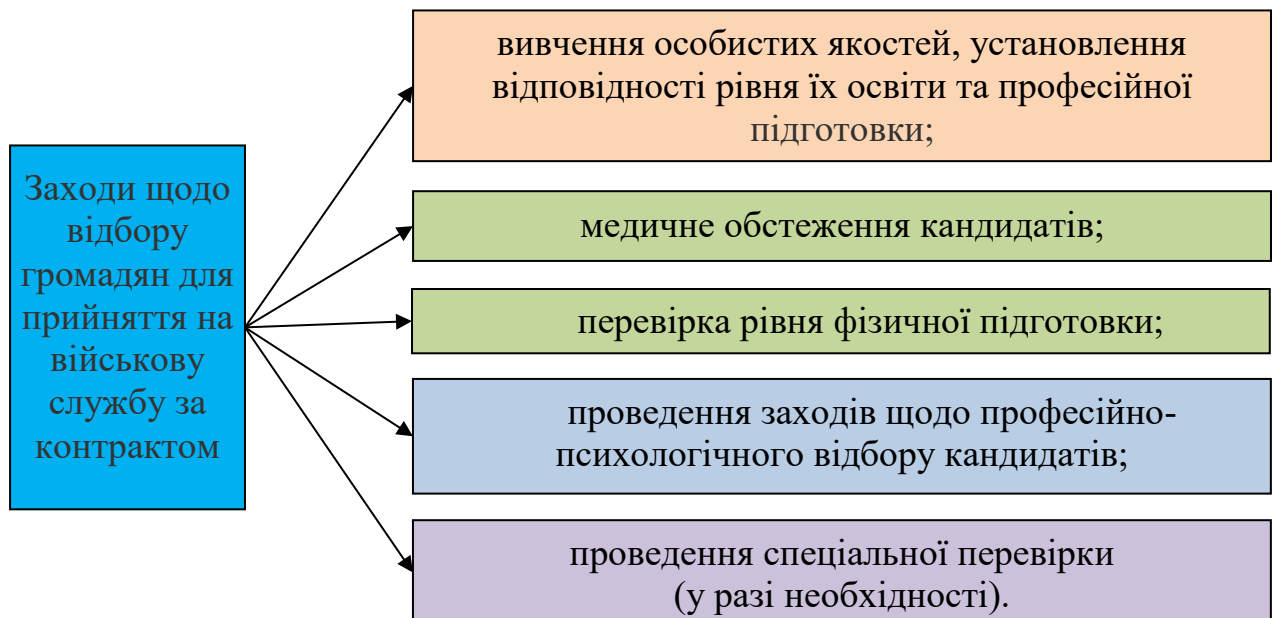 Заходи щодо
відбору
громадян для
прийняття на
військову
службу за
контрактом
вивчення особистих якостей, установлення
відповідності рівня їх освіти та професійної
підготовки;
медичне обстеження кандидатів;
перевірка рівня фізичної підготовки;
проведення заходів щодо професійно-
психологічного відбору кандидатів;
проведення спеціальної перевірки
(у разі необхідності).